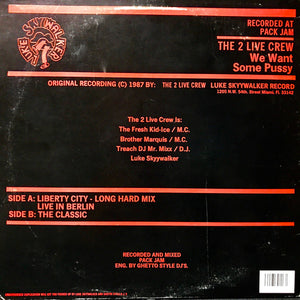 LUKE SKYYWALKER
RECORDED AT
PACK JAM
THE 2 LIVE CREW
We Want
Some Pussy
ORIGINAL RECORDING (C) 1987 BY: THE 2 LIVE CREW LUKE SKYYWALKER RECORD
The 2 Live Crew Is:
The Fresh Kid-Ice / M.C.
Brother Marquis / M.C.
Treach DJ Mr. Mixx / D.J.
Luke Skyywalker
SIDE A: LIBERTY CITY - LONG HARD MIX
LIVE IN BERLIN
SIDE B: THE CLASSIC
RECORDED AND MIXED
PACK JAM
ENG. BY GHETTO STYLE DJ'S.